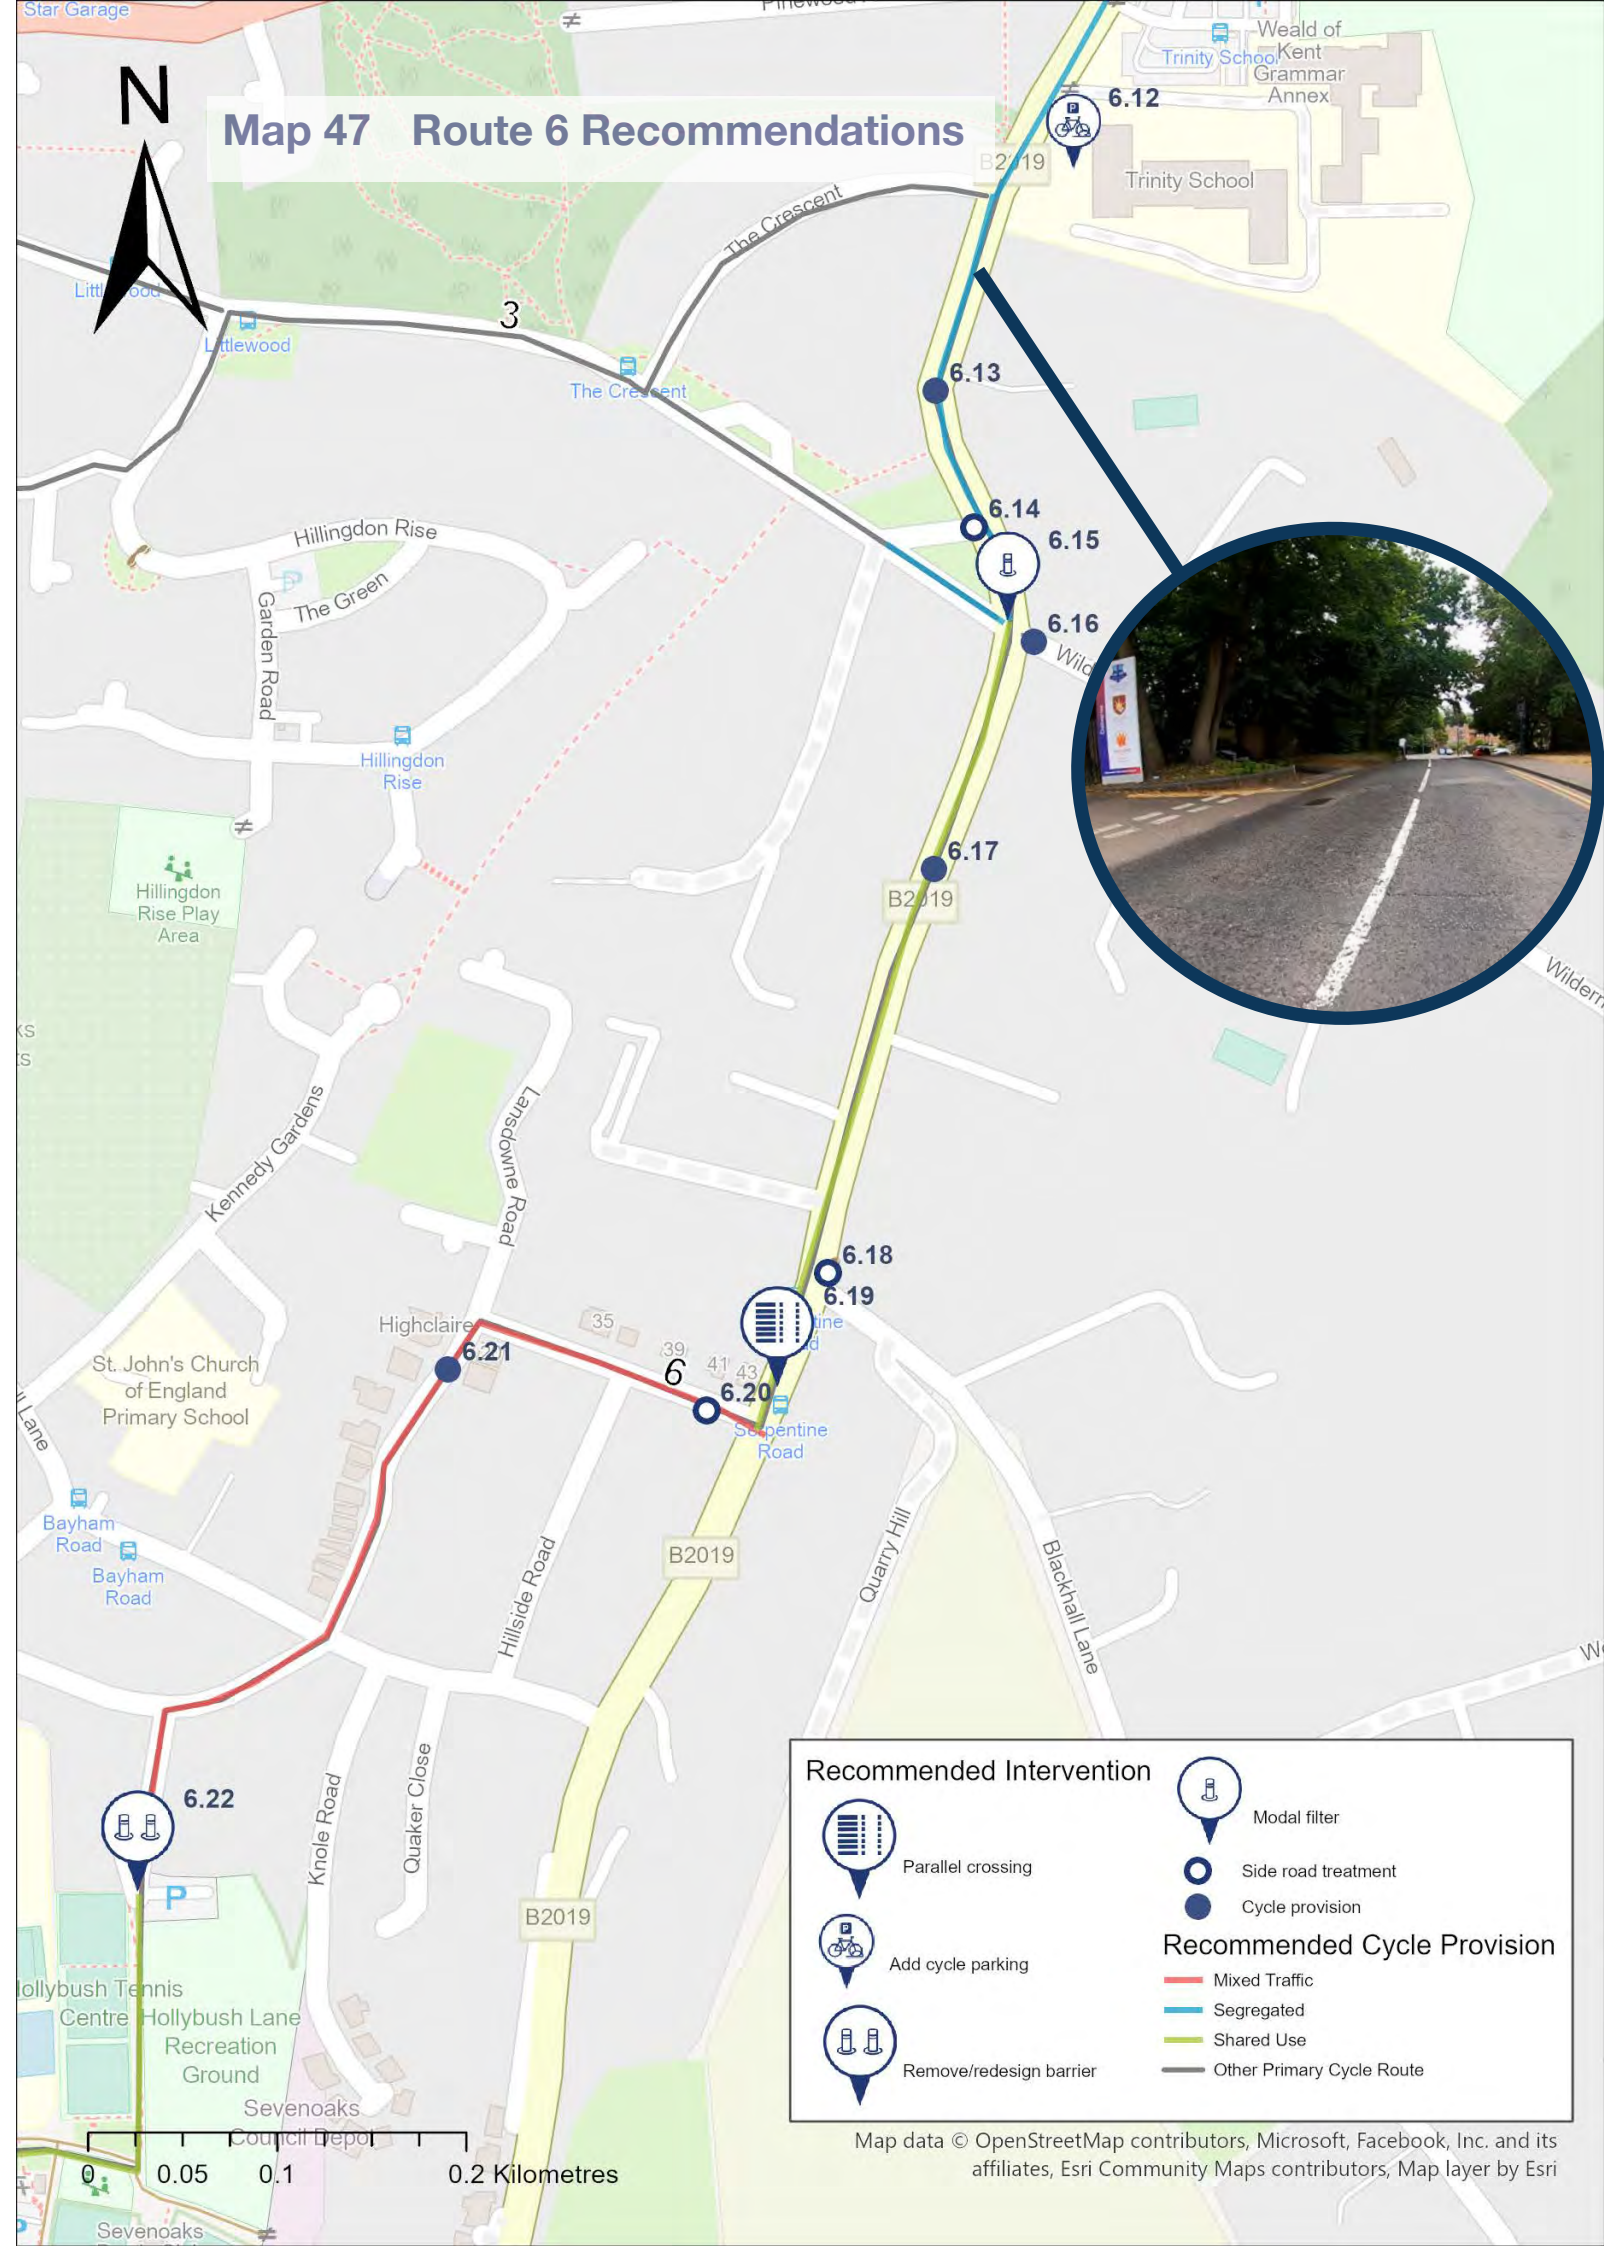 Star Garage
N
Map 47 Route 6 Recommendations
Weald of
Kent
Grammar
Annex
Trinity School
6.12
B2019
Trinity School
The Crescent
3
Littlewood
Littlewood
The Crescent
6.13
6.14
6.15
6.16
Hillingdon Rise
The Green
Garden Road
P
Hillingdon
Rise
6.17
B2019
Hillingdon
Rise Play
Area
Kennedy Gardens
Lansdowne Road
6.18
6.19
Highclaire
35
39
41
43
6
6.20
6.21
Serpentine
Road
St. John's Church
of England
Primary School
Bayham
Road
Bayham
Road
B2019
Hillside Road
Quarry Hill
Blackhall Lane
6.22
Knole Road
Quaker Close
P
B2019
Hollybush Tennis
Centre
Hollybush Lane
Recreation
Ground
Sevenoaks
Council Depot
0 0.05 0.1 0.2 Kilometres
Sevenoaks
Recommended Intervention
Parallel crossing
Add cycle parking
Remove/redesign barrier
Modal filter
Side road treatment
Cycle provision
Recommended Cycle Provision
Mixed Traffic
Segregated
Shared Use
Other Primary Cycle Route
Map data © OpenStreetMap contributors, Microsoft, Facebook, Inc. and its
affiliates, Esri Community Maps contributors, Map layer by Esri